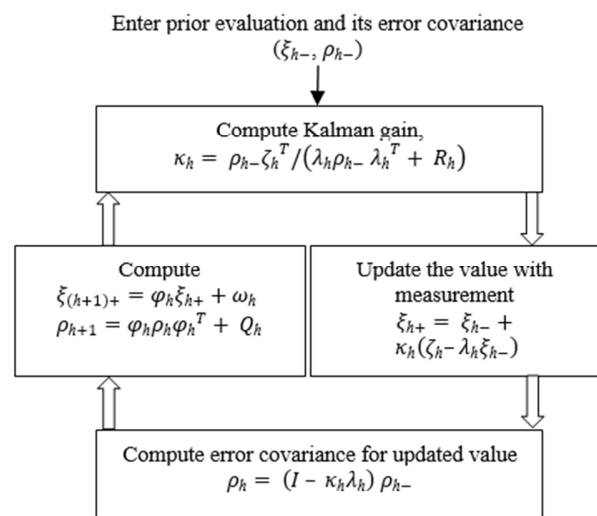 Enter prior evaluation and its error covariance
(ξₕ₋, ρₕ₋)
Compute Kalman gain,
κₕ = ρₕ₋ζₕᵀ/(λₕρₕ₋ λₕᵀ + Rₕ)
Compute
ξ₍ₕ₊₁₎₊ = φₕξₕ₊ + ωₕ
ρₕ₊₁ = φₕρₕφₕᵀ + Qₕ
Update the value with
measurement
ξₕ₊ = ξₕ₋ +
κₕ(ζₕ− λₕξₕ₋)
Compute error covariance for updated value
ρₕ = (I − κₕλₕ) ρₕ₋